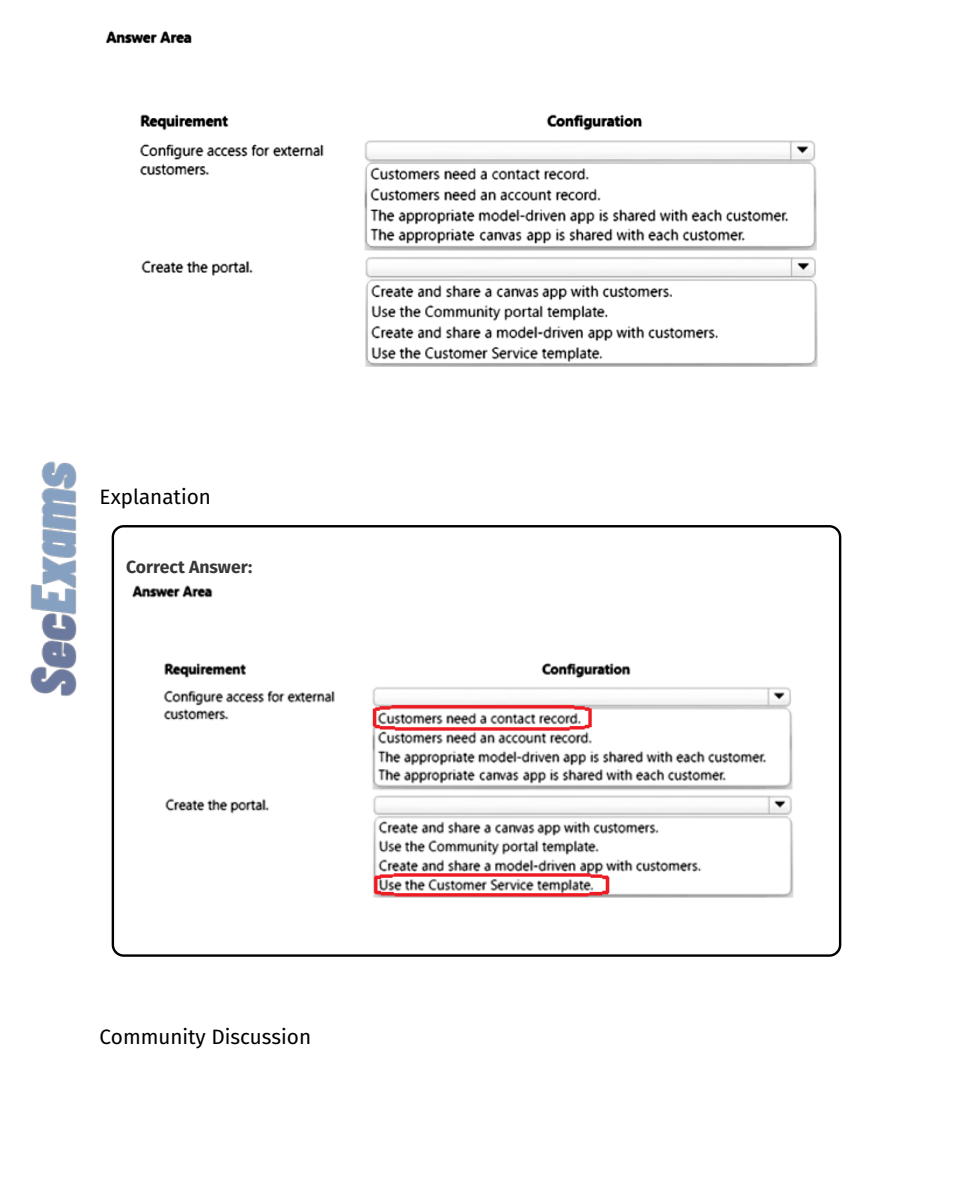 Answer Area
Requirement Configuration
Configure access for external
customers.
Customers need a contact record.
Customers need an account record.
The appropriate model-driven app is shared with each customer.
The appropriate canvas app is shared with each customer.
Create the portal.
Create and share a canvas app with customers.
Use the Community portal template.
Create and share a model-driven app with customers.
Use the Customer Service template.
SecExams
Explanation
Correct Answer:
Answer Area
Requirement Configuration
Configure access for external
customers.
Customers need a contact record.
Customers need an account record.
The appropriate model-driven app is shared with each customer.
The appropriate canvas app is shared with each customer.
Create the portal.
Create and share a canvas app with customers.
Use the Community portal template.
Create and share a model-driven app with customers.
Use the Customer Service template.
Community Discussion